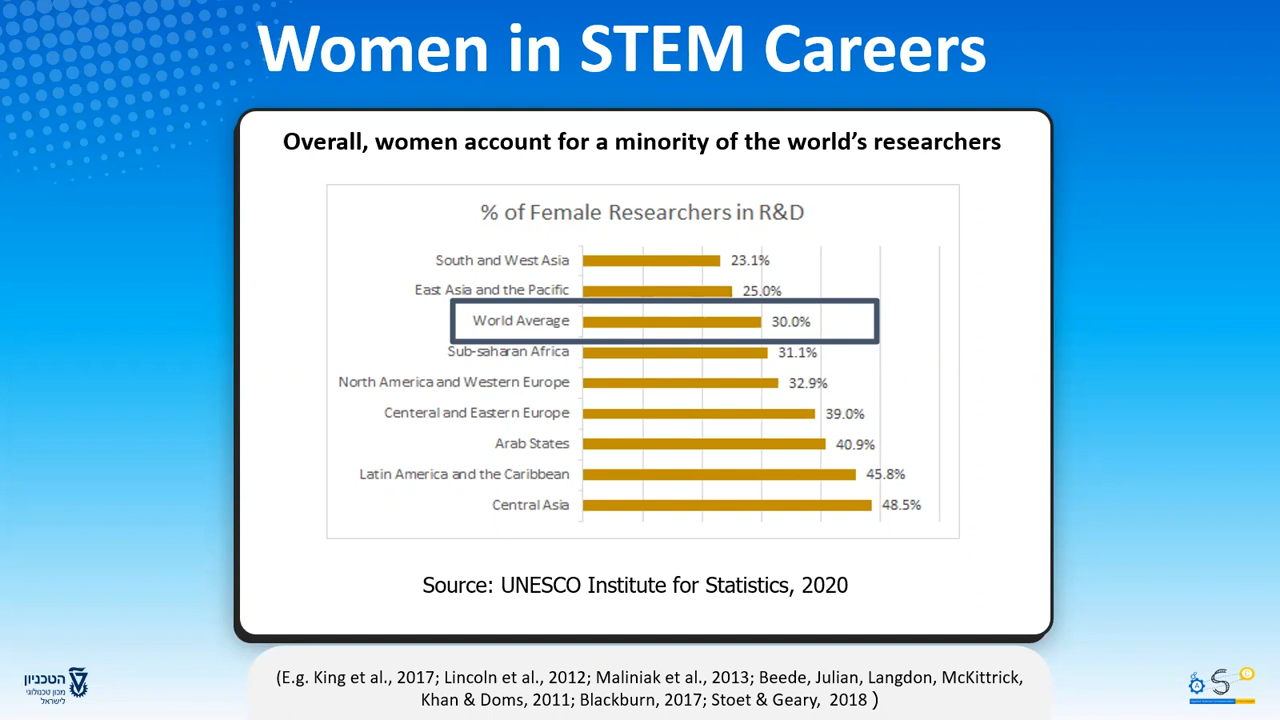 Women in STEM Careers
Overall, women account for a minority of the world's researchers
% of Female Researchers in R&D
South and West Asia 23.1%
East Asia and the Pacific 25.0%
World Average 30.0%
Sub-saharan Africa 31.1%
North America and Western Europe 32.9%
Centeral and Eastern Europe 39.0%
Arab States 40.9%
Latin America and the Caribbean 45.8%
Central Asia 48.5%
Source: UNESCO Institute for Statistics, 2020
(E.g. King et al., 2017; Lincoln et al., 2012; Maliniak et al., 2013; Beede, Julian, Langdon, McKittrick,
Khan & Doms, 2011; Blackburn, 2017; Stoet & Geary, 2018 )
הטכניון
מכון טכנולוגי
לישראל